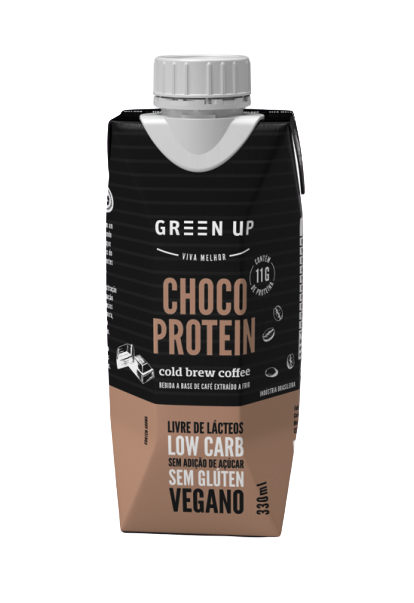 GREEN UP
VIVA MELHOR
CONTÉM
11G
DE PROTEÍNA
CHOCO
PROTEIN
cold brew coffee
BEBIDA A BASE DE CAFÉ EXTRAÍDO A FRIO
INDÚSTRIA BRASILEIRA
LIVRE DE LÁCTEOS
LOW CARB
SEM ADIÇÃO DE AÇÚCAR
SEM GLÚTEN
VEGANO
330ml